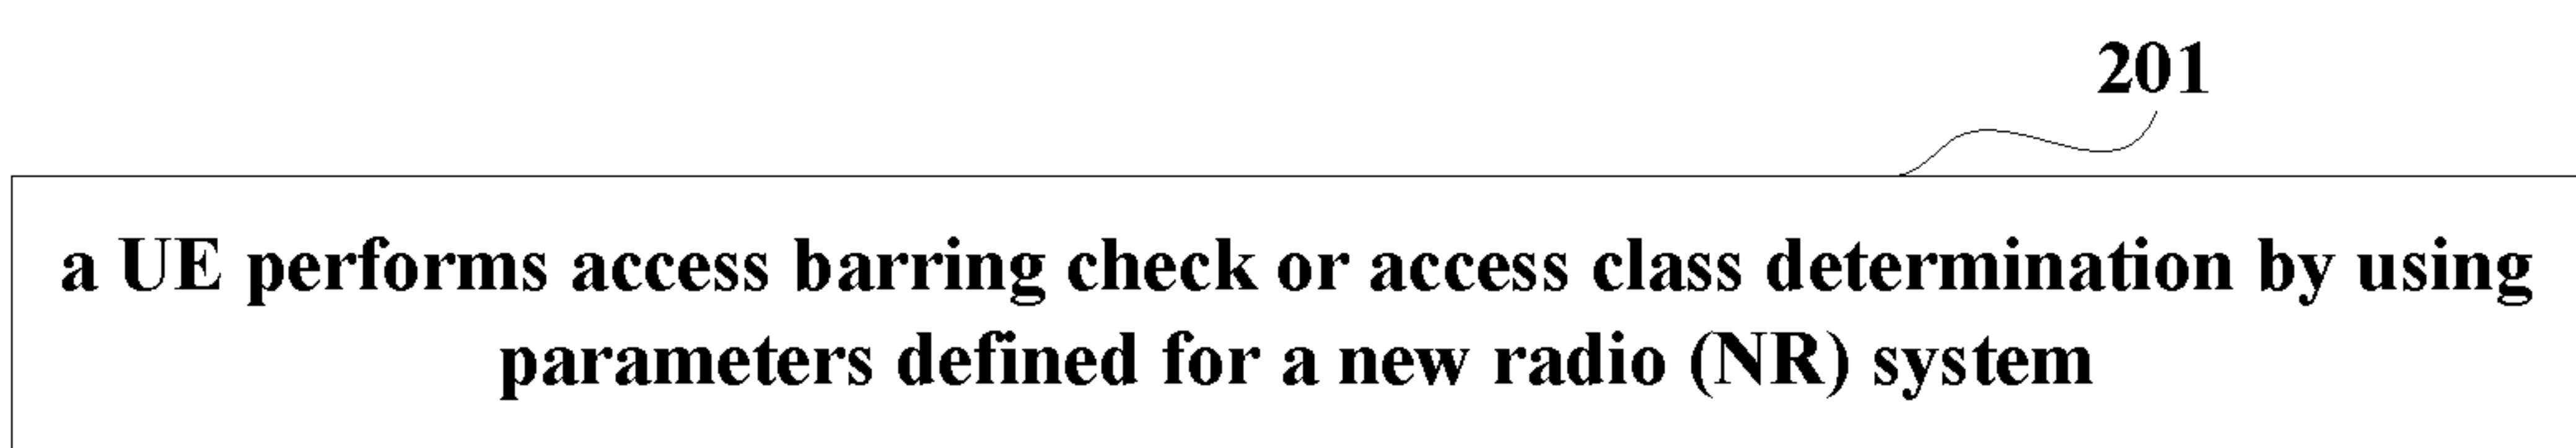 201
a UE performs access barring check or access class determination by using
parameters defined for a new radio (NR) system